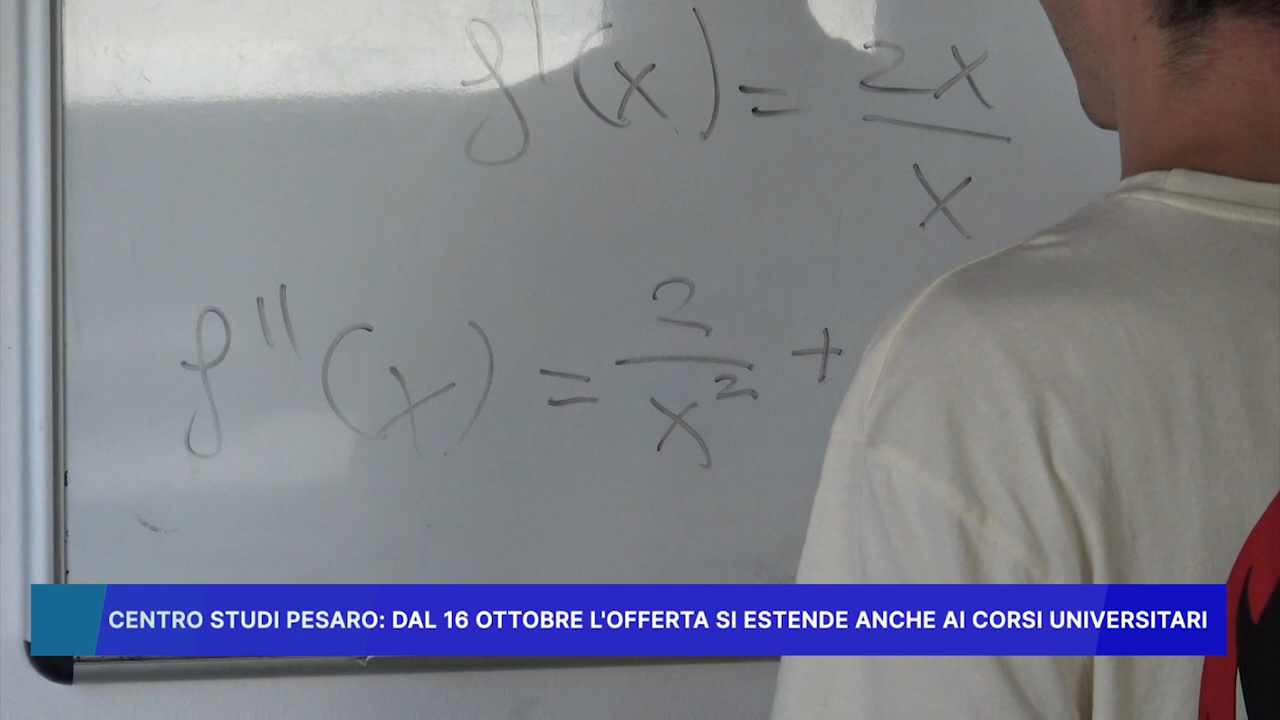 f'(x) = 2x/x
f''(x) = 2/x² +
CENTRO STUDI PESARO: DAL 16 OTTOBRE L'OFFERTA SI ESTENDE ANCHE AI CORSI UNIVERSITARI